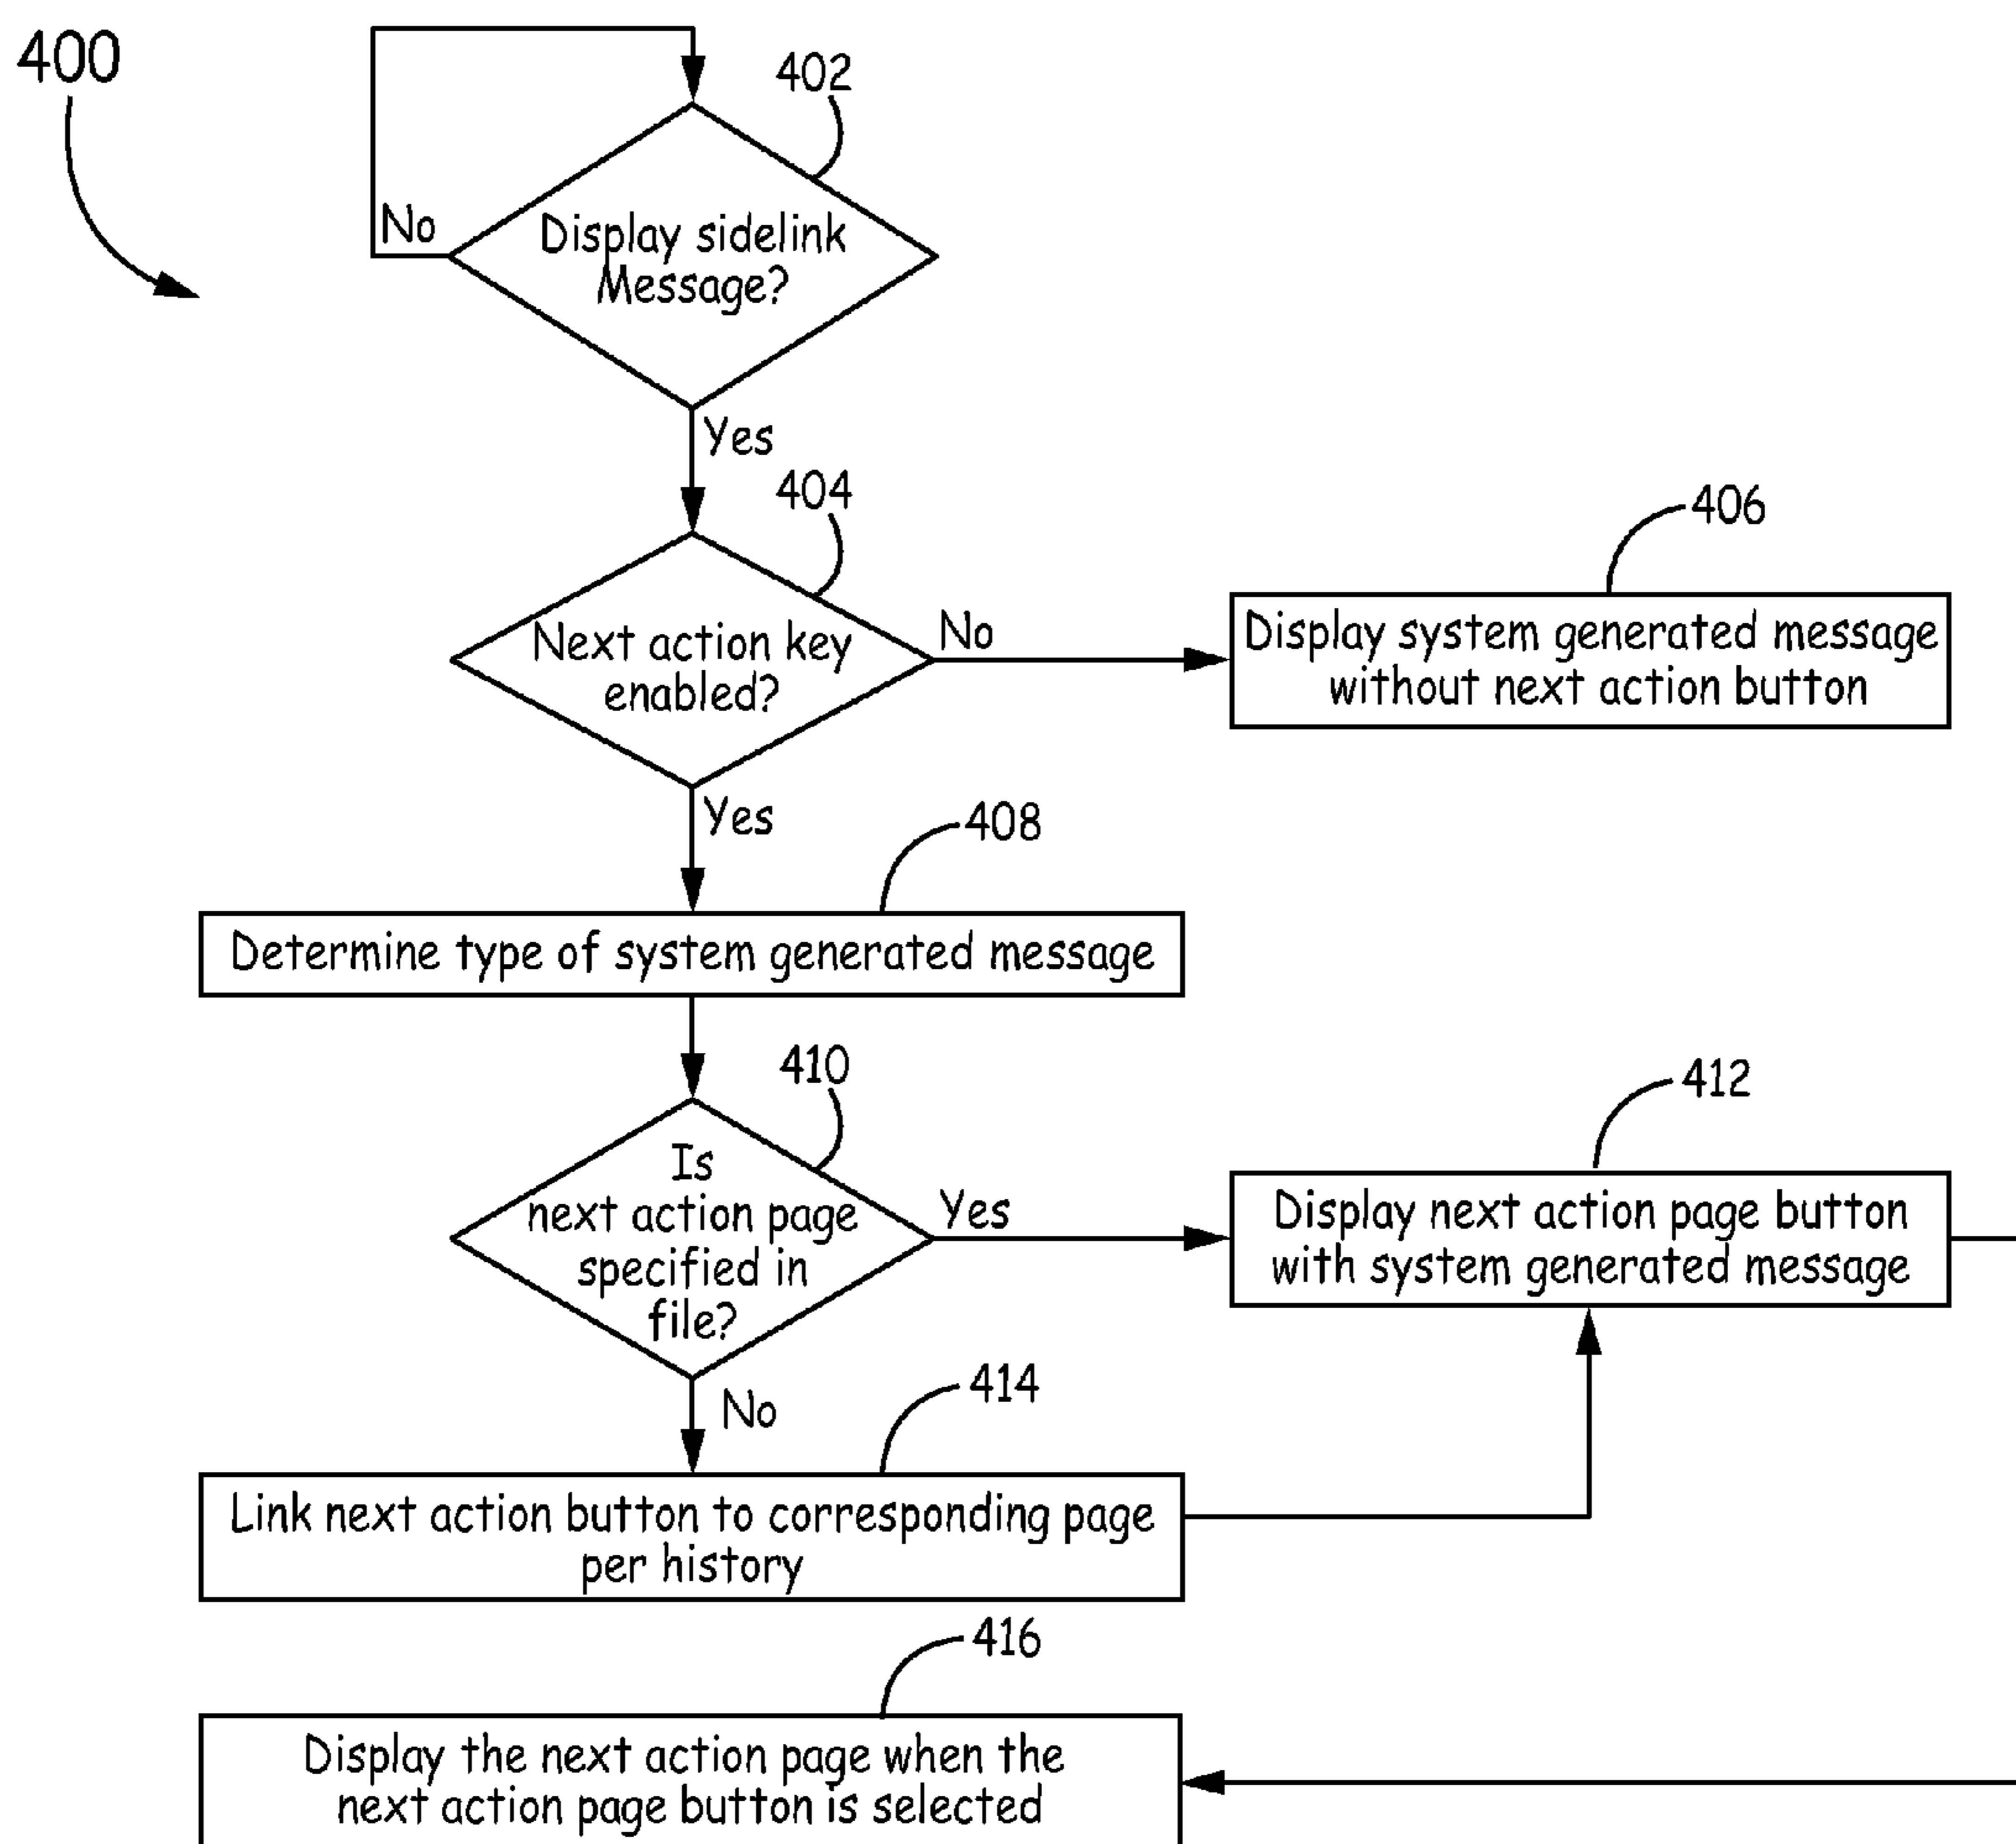 400
402
No
Display sidelink
Message?
Yes
404
406
Next action key
enabled?
No
Display system generated message
without next action button
Yes
408
Determine type of system generated message
410
412
Is
next action page
specified in
file?
Yes
Display next action page button
with system generated message
No
414
Link next action button to corresponding page
per history
416
Display the next action page when the
next action page button is selected